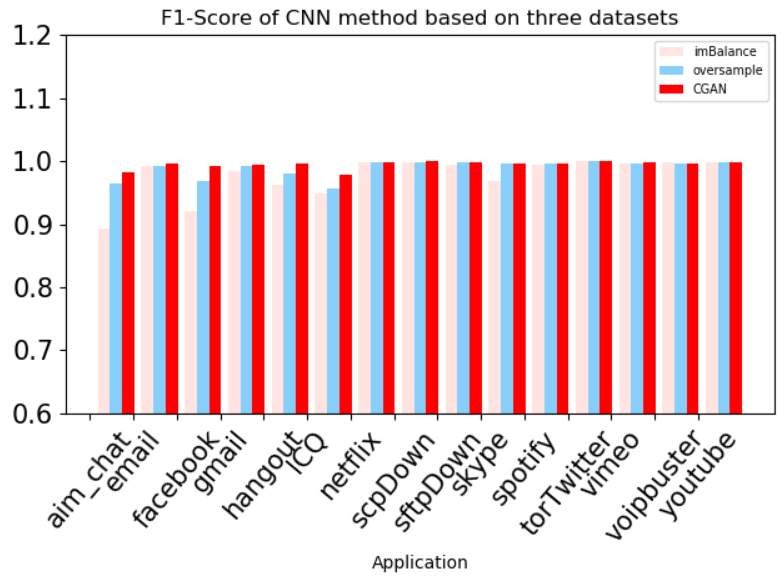 F1-Score of CNN method based on three datasets
imBalance
oversample
CGAN
1.2
1.1
1.0
0.9
0.8
0.7
0.6
aim_chat
email
facebook
gmail
hangout
ICQ
netflix
scpDown
sftpDown
skype
spotify
torTwitter
vimeo
voipbuster
youtube
Application